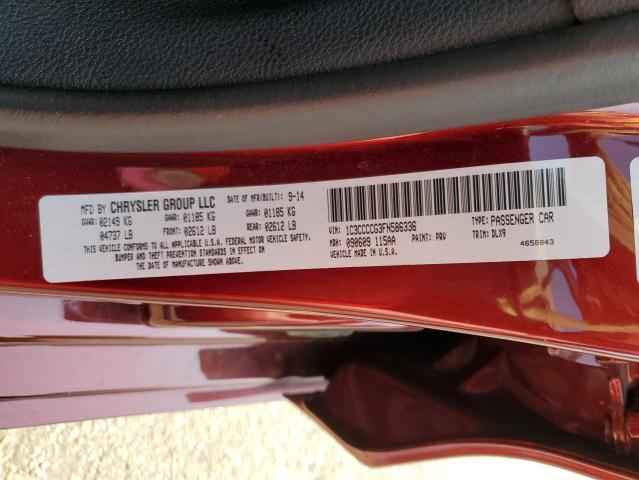 MFD BY CHRYSLER GROUP LLC DATE OF MFR(BUILT): 9-14
GVWR: 02149 KG GAWR: 01185 KG GAWR: 01185 KG
04737 LB FRONT: 02612 LB REAR: 02612 LB
THIS VEHICLE CONFORMS TO ALL APPLICABLE U.S.A. FEDERAL MOTOR VEHICLE SAFETY,
BUMPER AND THEFT PREVENTION STANDARDS IN EFFECT ON
THE DATE OF MANUFACTURE SHOWN ABOVE.
VIN: 1C3CCCCG3FN586336 TYPE: PASSENGER CAR
MDH: 090609 115AA PAINT: PRV TRIM: DLX9
VEHICLE MADE IN U.S.A. 4658843